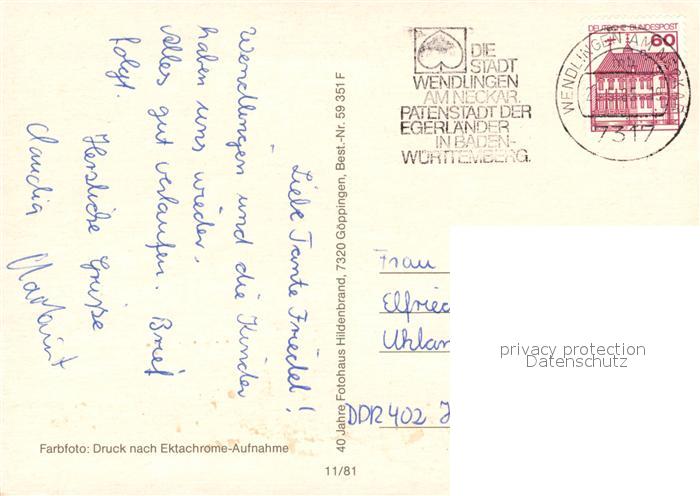 Liebe Tante Friedel!
Wendlingen und die Kinder
haben uns wieder.
Alles gut verlaufen. Brief
folgt.
Herzliche Grüße
Claudia
40 Jahre Fotohaus Hildenbrand, 7320 Göppingen, Best.-Nr. 59 351 F
Farbfoto: Druck nach Ektachrome-Aufnahme
11/81
DIE
STADT
WENDLINGEN
AM NECKAR.
PATENSTADT DER
EGERLÄNDER
IN BADEN-
WÜRTTEMBERG.
DEUTSCHE BUNDESPOST
60
WENDLINGEN AM NECKAR
7317
Frau
Elfried
Uhlan
DDR 402
privacy protection
Datenschutz